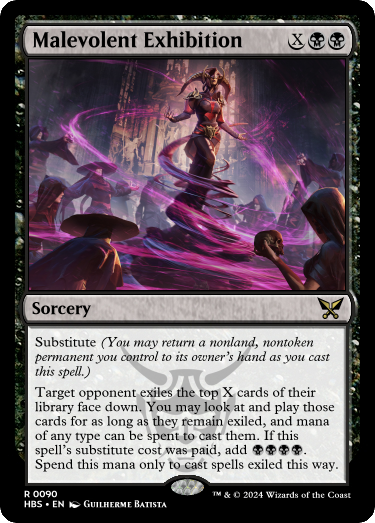 Malevolent Exhibition X
Sorcery
Substitute (You may return a nonland, nontoken
permanent you control to its owner's hand as you cast
this spell.)
Target opponent exiles the top X cards of their
library face down. You may look at and play those
cards for as long as they remain exiled, and mana
of any type can be spent to cast them. If this
spell's substitute cost was paid, add
Spend this mana only to cast spells exiled this way.
R 0090
HBS • EN Guilherme Batista
™ & © 2024 Wizards of the Coast